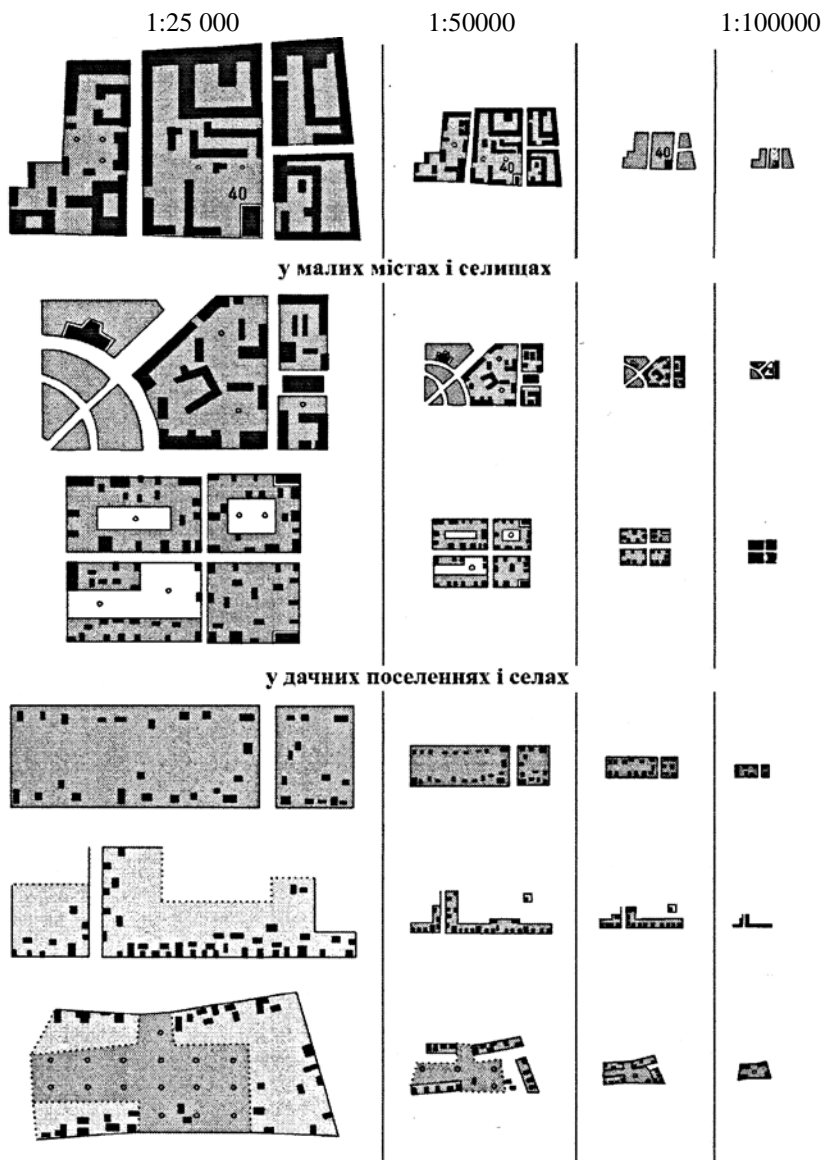 1:25 000 1:50000 1:100000
40 40 40
у малих містах і селищах
у дачних поселеннях і селах